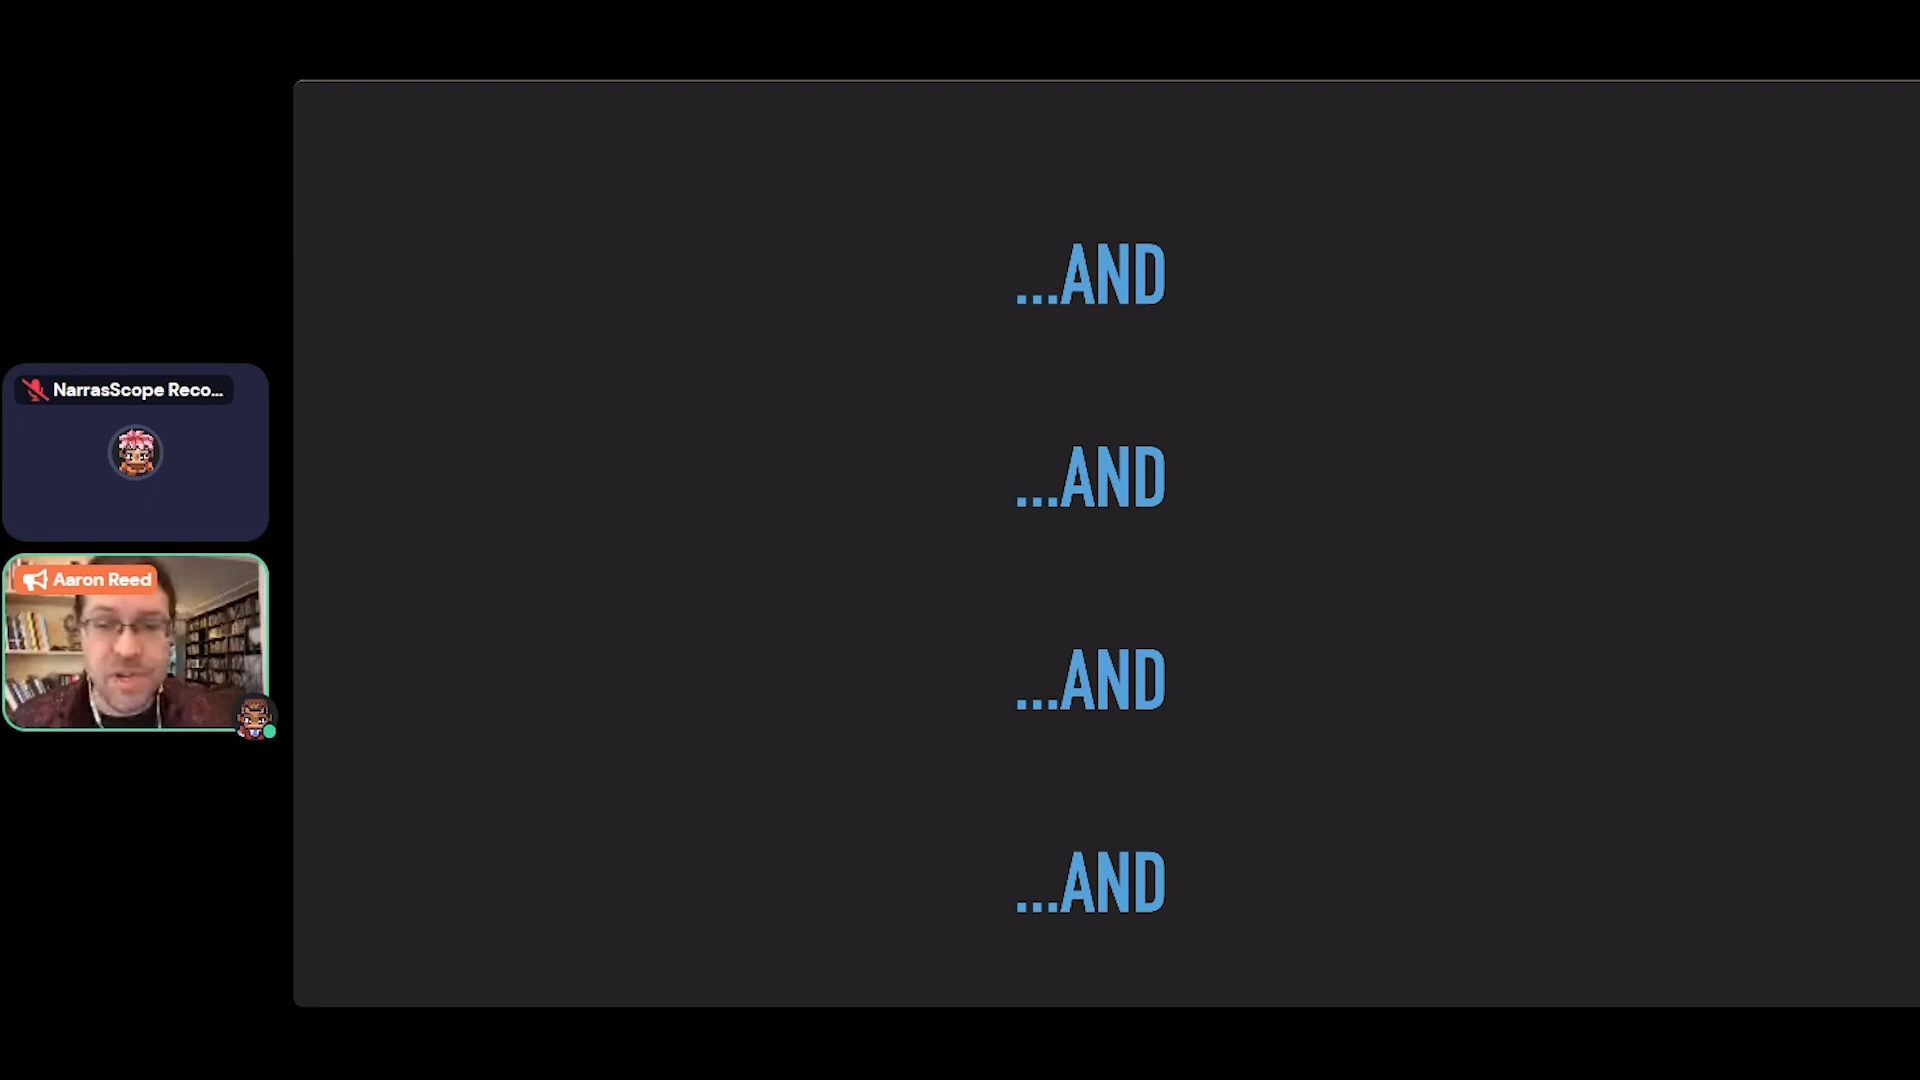 NarrasScope Reco...
Aaron Reed
...AND
...AND
...AND
...AND